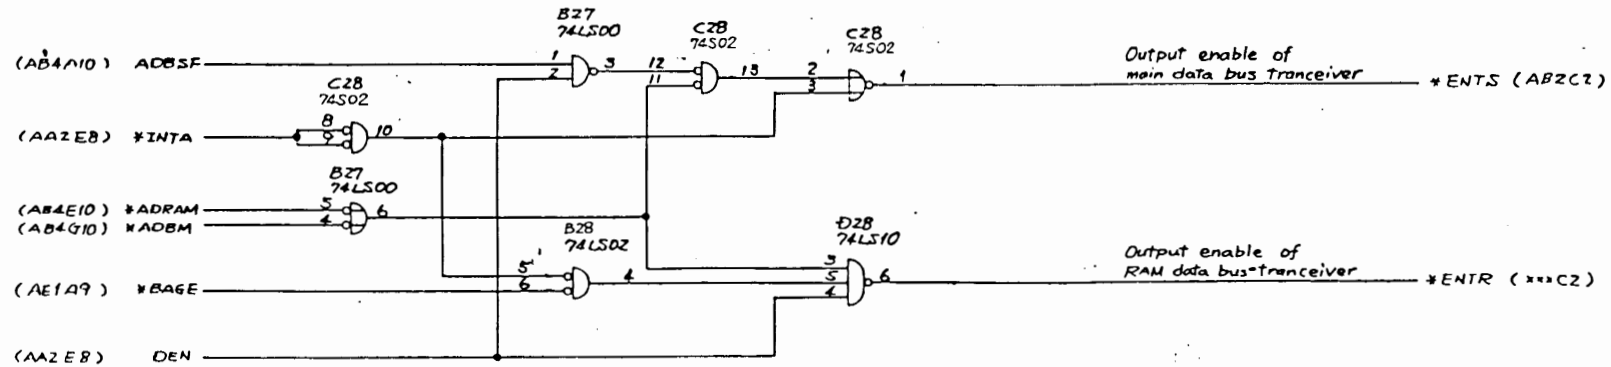 B27
74LS00
C28
74S02
C28
74S02
(AB4A10) ADBSF
1
2
3
12
11
13
2
3
1
Output enable of
main data bus tranceiver
*ENTS (AB2C2)
C28
74S02
(AA2E8) *INTA
8
9
10
B27
74LS00
(AB4E10) *ADRAM
(AB4G10) *ADBM
5
4
6
B28
74LS02
D28
74LS10
(AE1A9) *BAGE
5
6
4
3
5
4
6
Output enable of
RAM data bus-tranceiver
*ENTR (***C2)
(AA2E8) DEN